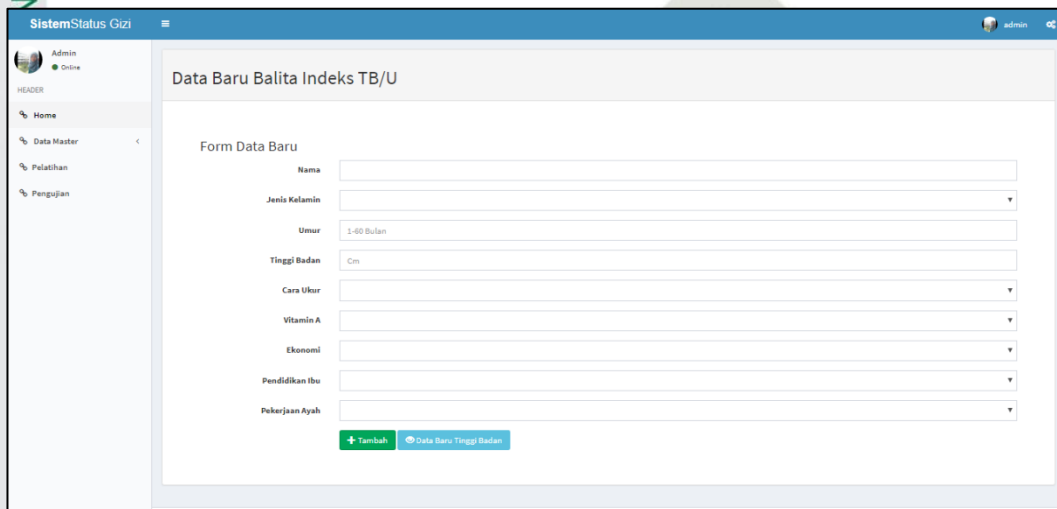 SistemStatus Gizi
admin
Admin
Online
HEADER
Home
Data Master
Pelatihan
Pengujian
Data Baru Balita Indeks TB/U
Form Data Baru
Nama
Jenis Kelamin
Umur 1-60 Bulan
Tinggi Badan Cm
Cara Ukur
Vitamin A
Ekonomi
Pendidikan Ibu
Pekerjaan Ayah
Tambah Data Baru Tinggi Badan